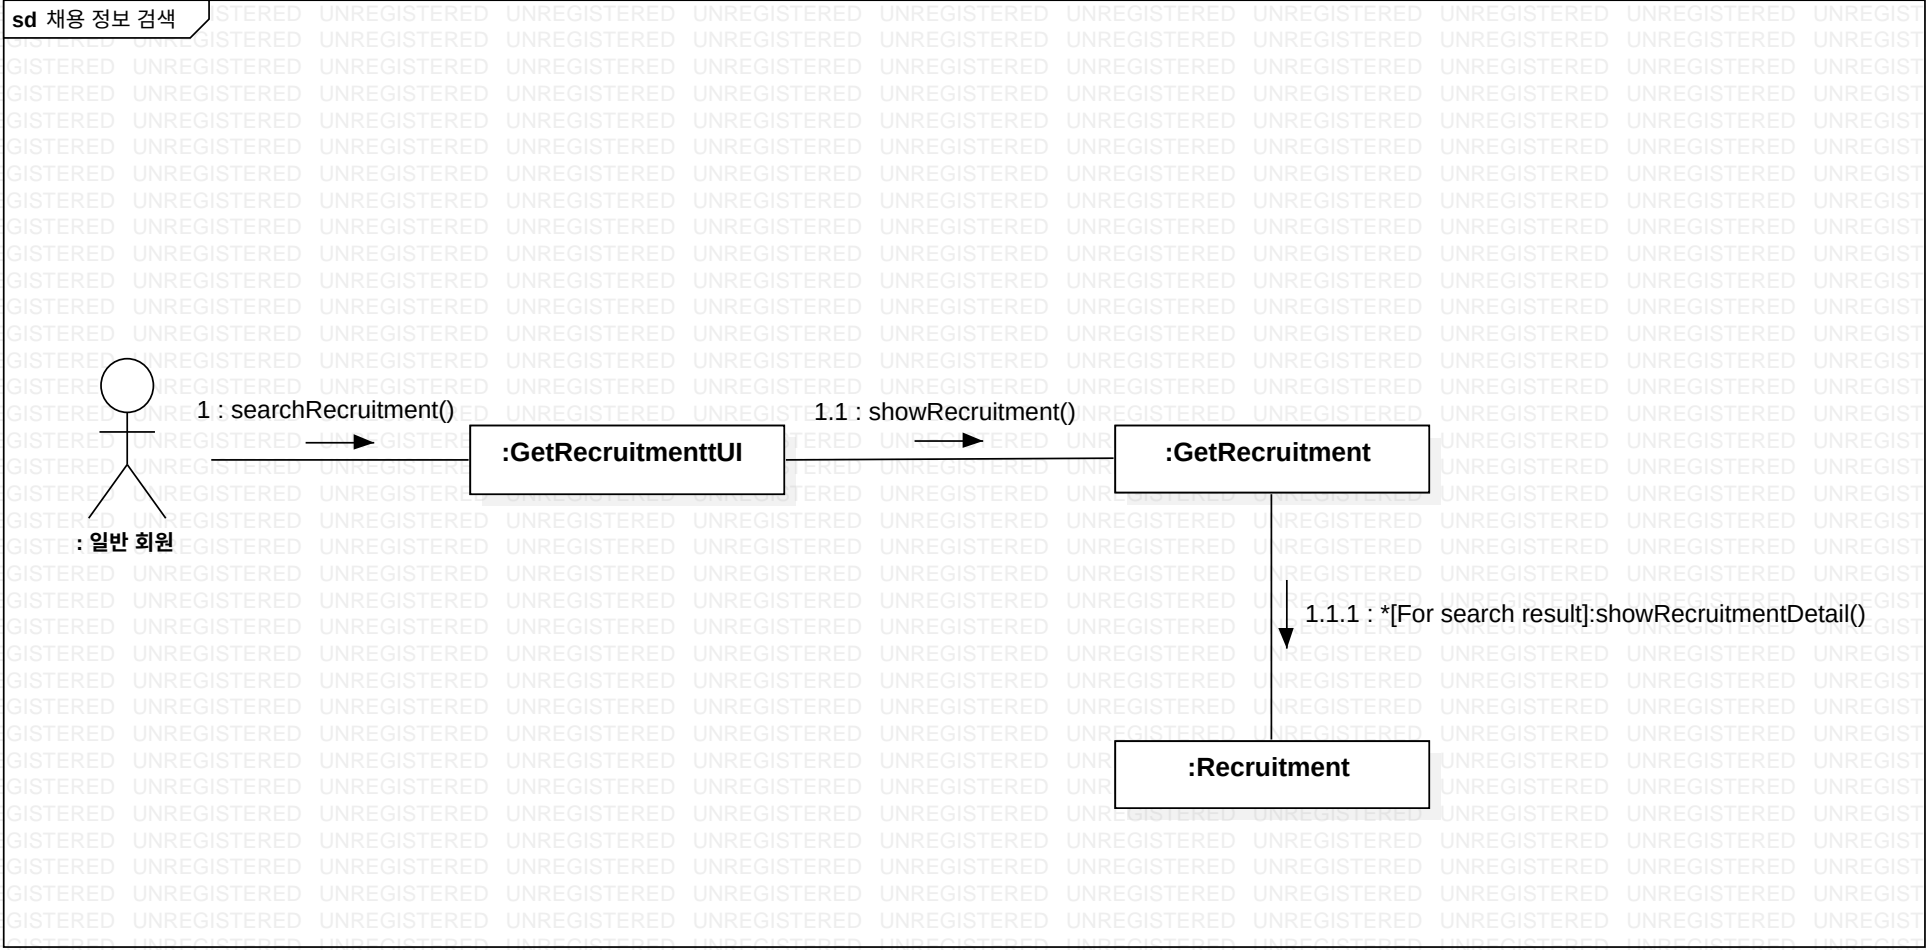 sd 채용 정보 검색
1 : searchRecruitment()
1.1 : showRecruitment()
:GetRecruitmenttUI
:GetRecruitment
: 일반 회원
1.1.1 : *[For search result]:showRecruitmentDetail()
:Recruitment
UNREGISTERED